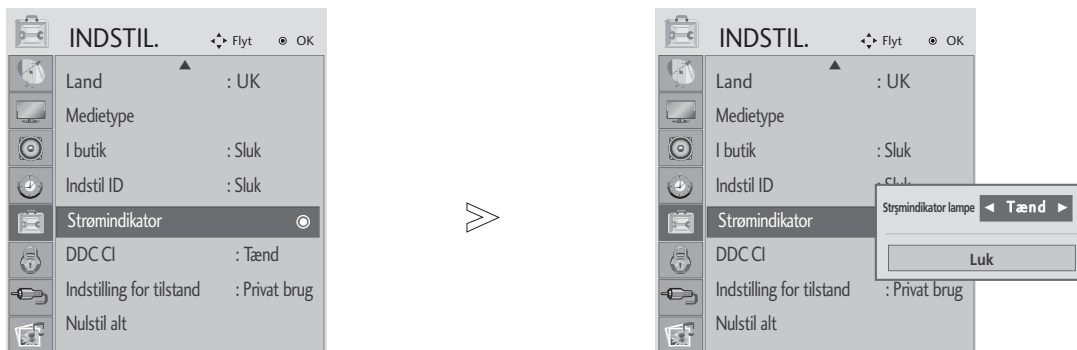 INDSTIL. Flyt OK
Land : UK
Medietype
I butik : Sluk
Indstil ID : Sluk
Strømindikator
DDC CI : Tænd
Indstilling for tilstand : Privat brug
Nulstil alt
INDSTIL. Flyt OK
Land : UK
Medietype
I butik : Sluk
Indstil ID : Sluk
Strømindikator
DDC CI
Indstilling for tilstand : Privat brug
Nulstil alt
Strşmindikator lampe ◄ Tænd ►
Luk